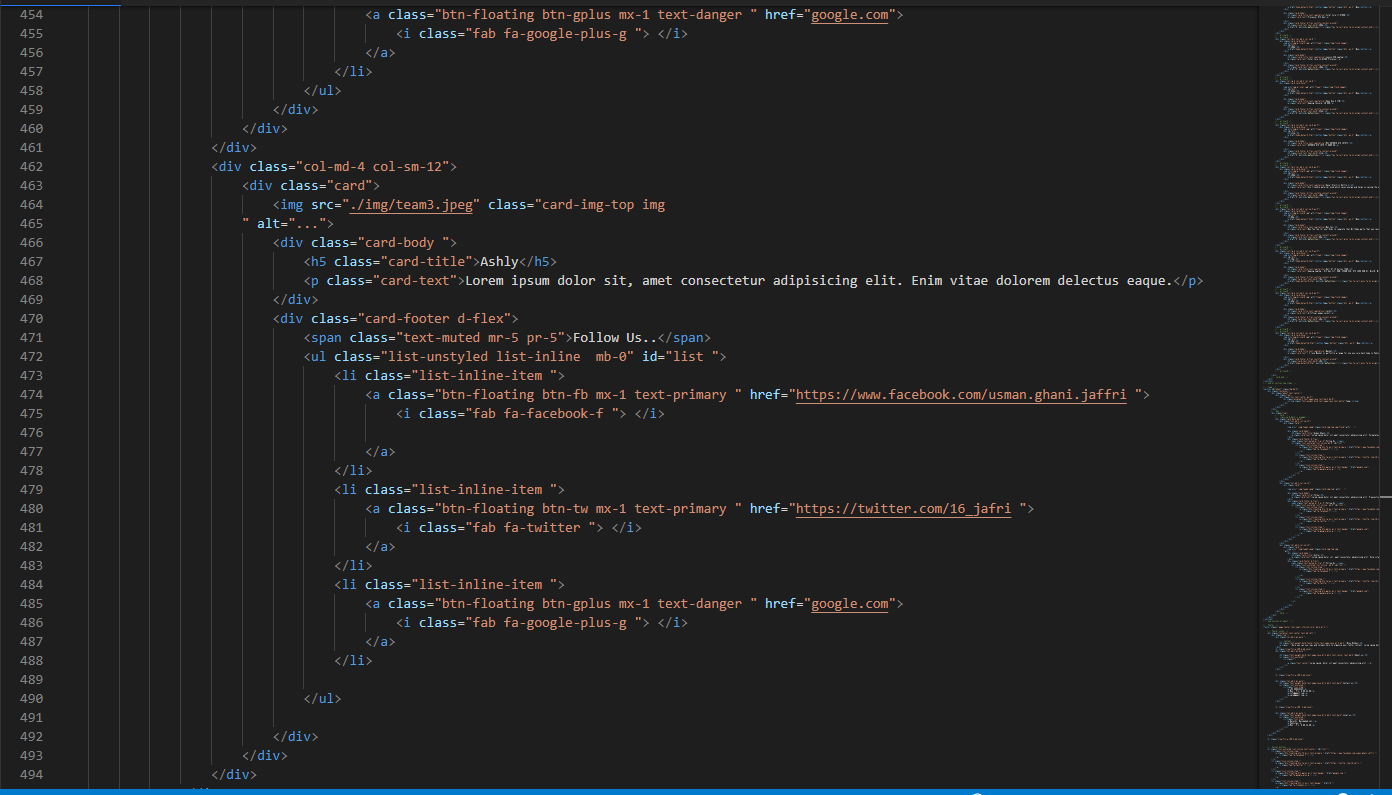 454 <a class="btn-floating btn-gplus mx-1 text-danger " href="google.com">
455 <i class="fab fa-google-plus-g "> </i>
456 </a>
457 </li>
458 </ul>
459 </div>
460 </div>
461 </div>
462 <div class="col-md-4 col-sm-12">
463 <div class="card">
464 <img src="./img/team3.jpeg" class="card-img-top img
465 " alt="...">
466 <div class="card-body ">
467 <h5 class="card-title">Ashly</h5>
468 <p class="card-text">Lorem ipsum dolor sit, amet consectetur adipisicing elit. Enim vitae dolorem delectus eaque.</p>
469 </div>
470 <div class="card-footer d-flex">
471 <span class="text-muted mr-5 pr-5">Follow Us..</span>
472 <ul class="list-unstyled list-inline  mb-0" id="list ">
473 <li class="list-inline-item ">
474 <a class="btn-floating btn-fb mx-1 text-primary " href="https://www.facebook.com/usman.ghani.jaffri ">
475 <i class="fab fa-facebook-f "> </i>
476
477 </a>
478 </li>
479 <li class="list-inline-item ">
480 <a class="btn-floating btn-tw mx-1 text-primary " href="https://twitter.com/16_jafri ">
481 <i class="fab fa-twitter "> </i>
482 </a>
483 </li>
484 <li class="list-inline-item ">
485 <a class="btn-floating btn-gplus mx-1 text-danger " href="google.com">
486 <i class="fab fa-google-plus-g "> </i>
487 </a>
488 </li>
489
490 </ul>
491
492 </div>
493 </div>
494 </div>